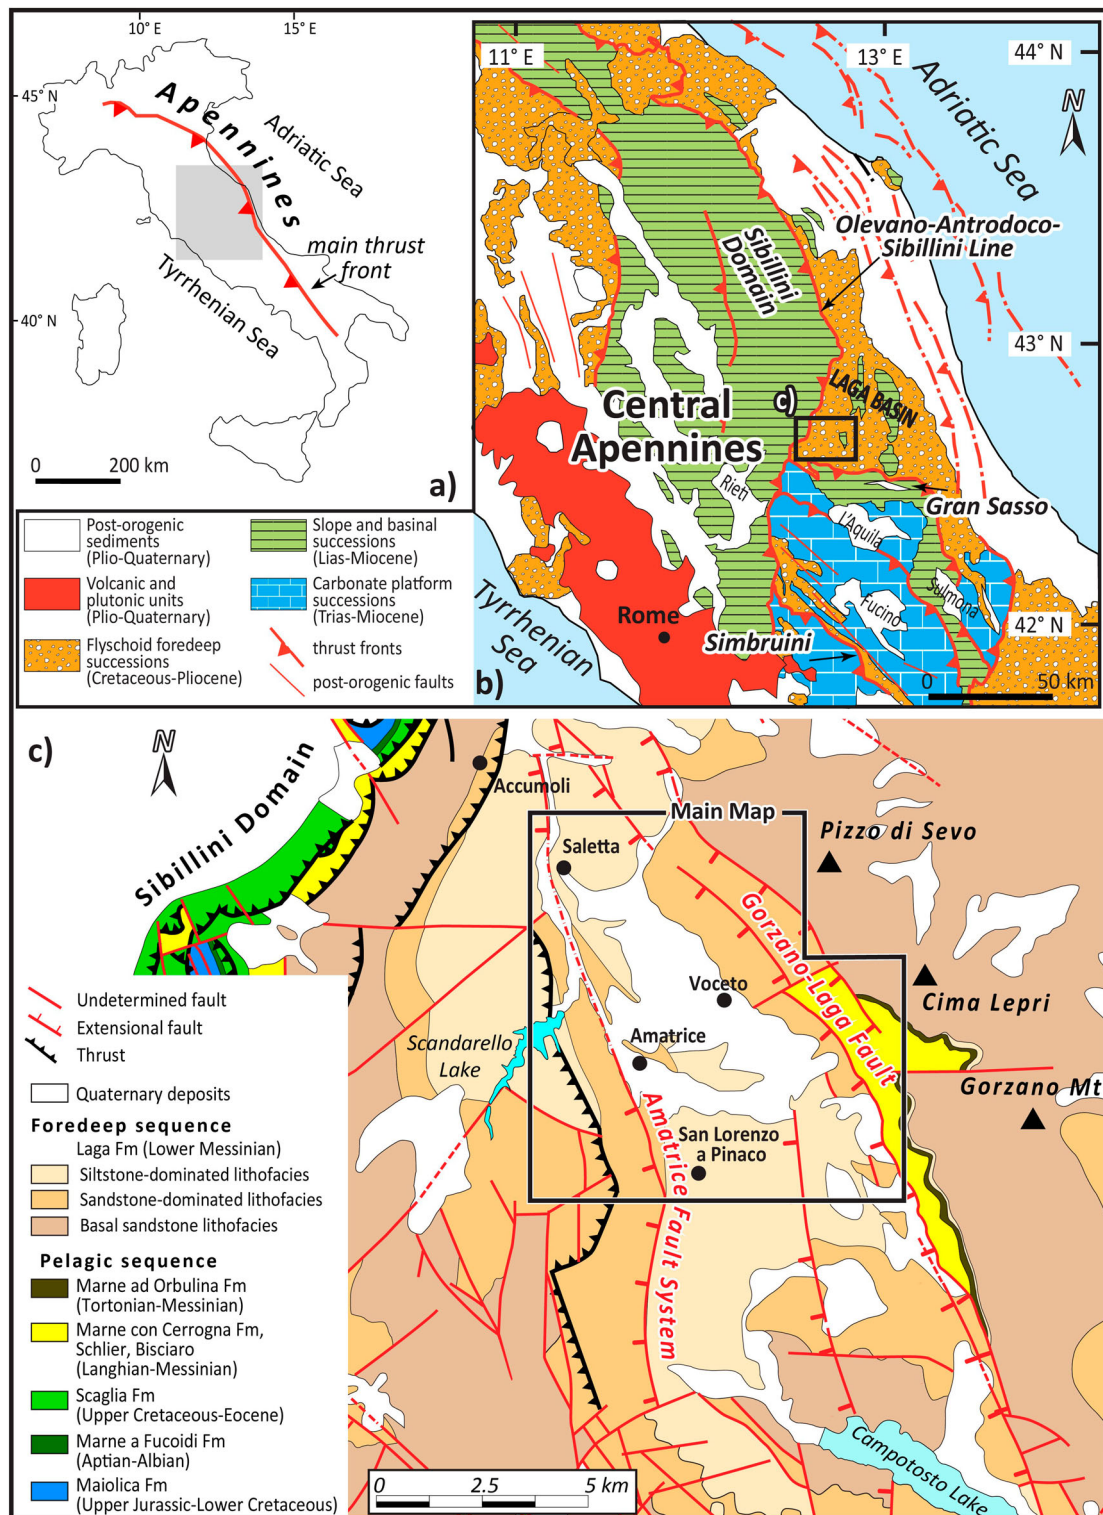 10° E
15° E
45° N
40° N
Apennines
Adriatic Sea
Tyrrhenian Sea
main thrust
front
0
200 km
a)
11° E
13° E
44° N
43° N
42° N
N
Adriatic Sea
Olevano-Antrodoco-
Sibillini Line
Sibillini
Domain
LAGA BASIN
c)
Central
Apennines
Rieti
Gran Sasso
L'Aquila
Sulmona
Fucino
Rome
Simbruini
Tyrrhenian
Sea
b)
0
50 km
Post-orogenic
sediments
(Plio-Quaternary)
Volcanic and
plutonic units
(Plio-Quaternary)
Flyschoid foredeep
successions
(Cretaceous-Pliocene)
Slope and basinal
successions
(Lias-Miocene)
Carbonate platform
successions
(Trias-Miocene)
thrust fronts
post-orogenic faults
c)
N
Sibillini Domain
Accumoli
Main Map
Saletta
Pizzo di Sevo
Gorzano-Laga Fault
Voceto
Cima Lepri
Amatrice
Scandarello
Lake
Gorzano Mt
San Lorenzo
a Pinaco
Amatrice Fault System
Campotosto Lake
Undetermined fault
Extensional fault
Thrust
Quaternary deposits
Foredeep sequence
Laga Fm (Lower Messinian)
Siltstone-dominated lithofacies
Sandstone-dominated lithofacies
Basal sandstone lithofacies
Pelagic sequence
Marne ad Orbulina Fm
(Tortonian-Messinian)
Marne con Cerrogna Fm,
Schlier, Bisciaro
(Langhian-Messinian)
Scaglia Fm
(Upper Cretaceous-Eocene)
Marne a Fucoidi Fm
(Aptian-Albian)
Maiolica Fm
(Upper Jurassic-Lower Cretaceous)
0
2.5
5 km